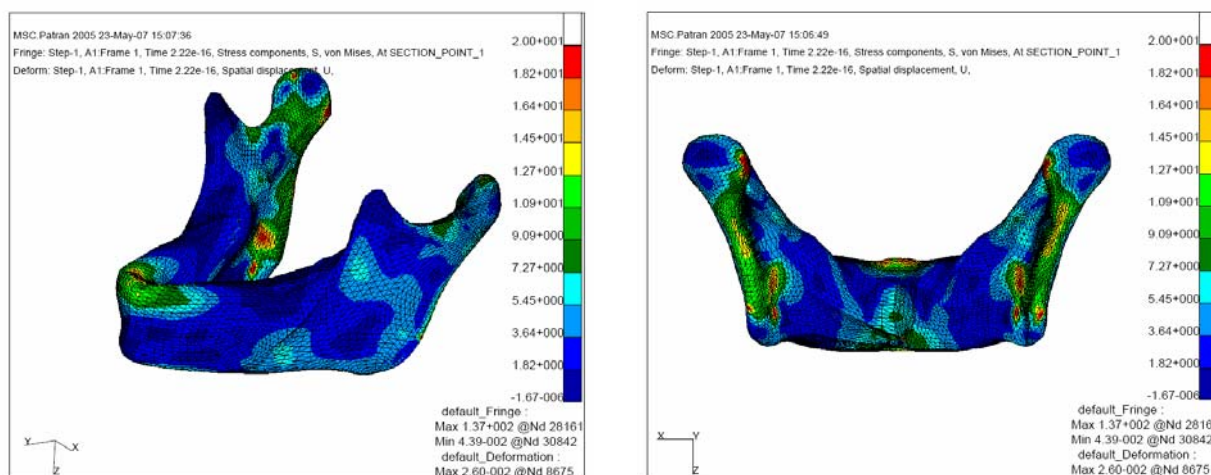 MSC.Patran 2005 23-May-07 15:07:36
Fringe: Step-1, A1:Frame 1, Time 2.22e-16, Stress components, S, von Mises, At SECTION_POINT_1
Deform: Step-1, A1:Frame 1, Time 2.22e-16, Spatial displacement, U,
2.00+001
1.82+001
1.64+001
1.45+001
1.27+001
1.09+001
9.09+000
7.27+000
5.45+000
3.64+000
1.82+000
-1.67-006
default_Fringe :
Max 1.37+002 @Nd 28161
Min 4.39-002 @Nd 30842
default_Deformation :
Max 2.60-002 @Nd 8675
Y
X
Z
MSC.Patran 2005 23-May-07 15:06:49
Fringe: Step-1, A1:Frame 1, Time 2.22e-16, Stress components, S, von Mises, At SECTION_POINT_1
Deform: Step-1, A1:Frame 1, Time 2.22e-16, Spatial displacement, U,
2.00+001
1.82+001
1.64+001
1.45+001
1.27+001
1.09+001
9.09+000
7.27+000
5.45+000
3.64+000
1.82+000
-1.67-006
default_Fringe :
Max 1.37+002 @Nd 2816
Min 4.39-002 @Nd 30842
default_Deformation :
Max 2.60-002 @Nd 8675
X
Y
Z